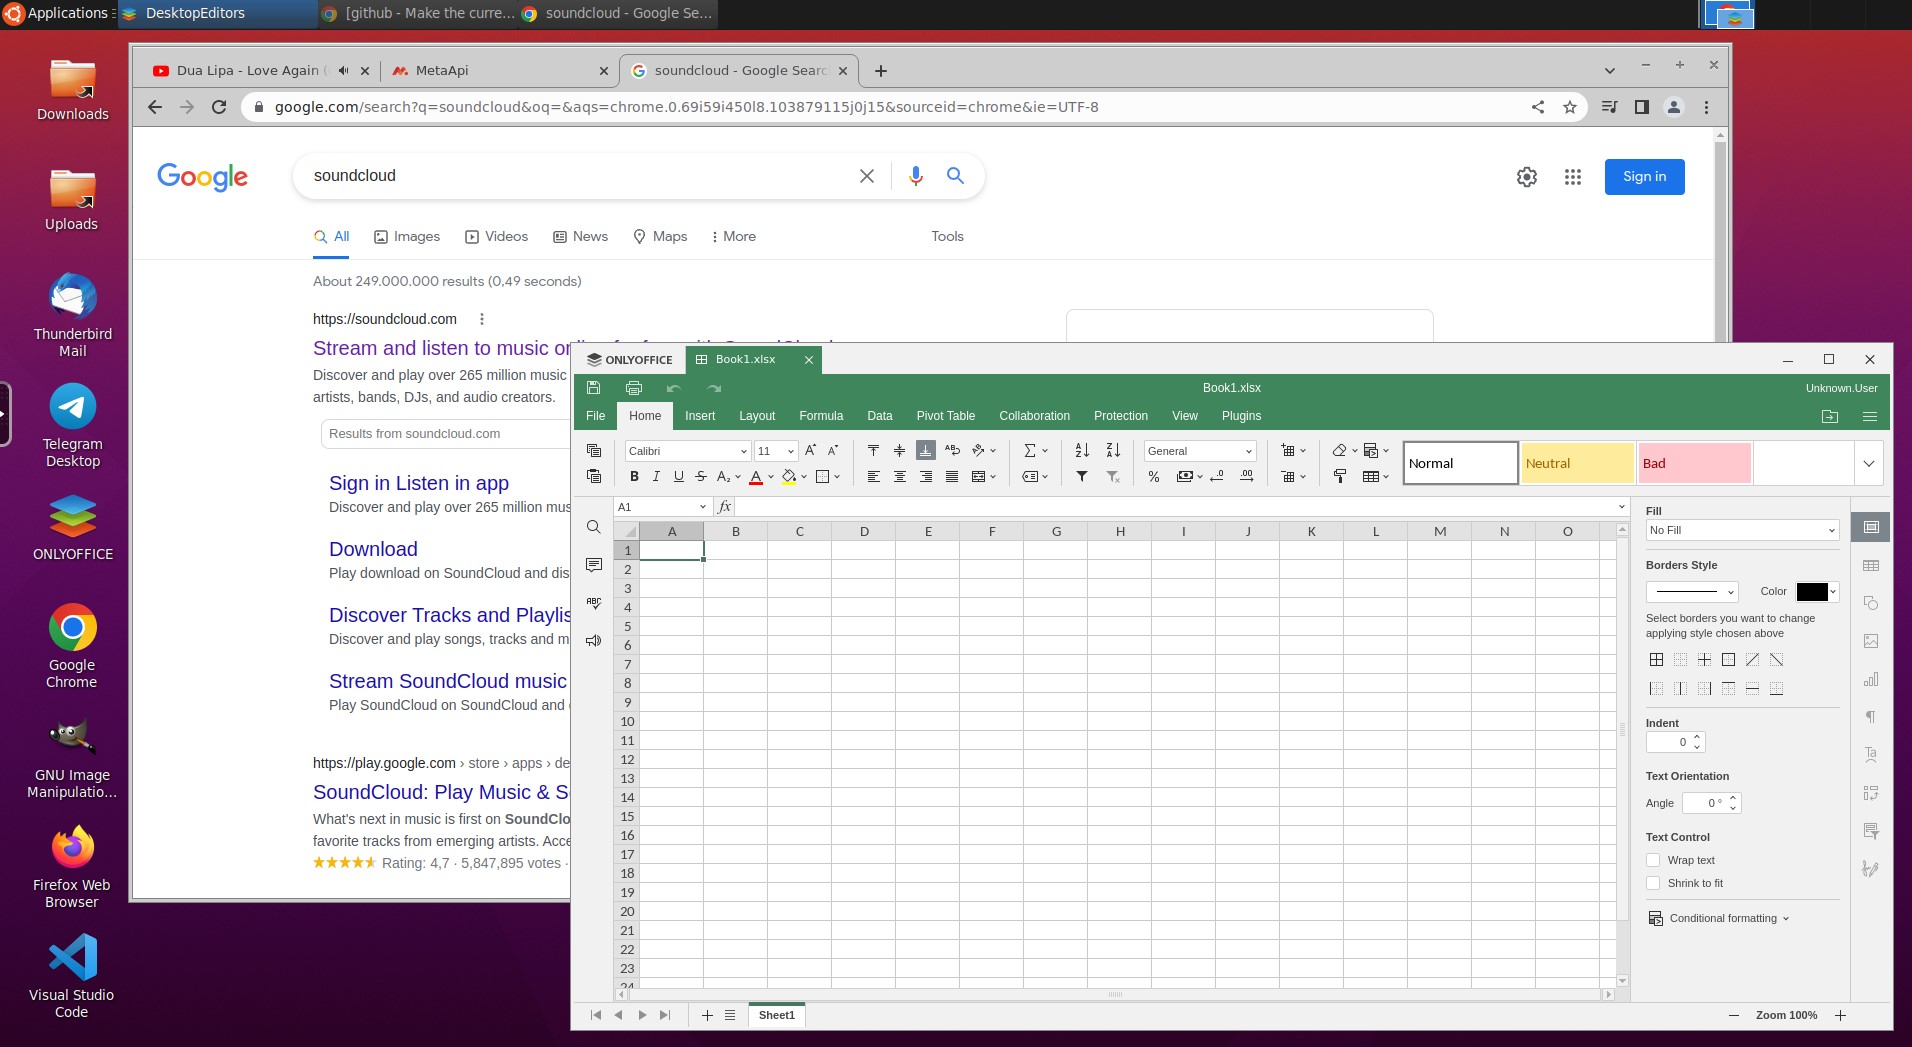 Applications
DesktopEditors
[github - Make the curre...
soundcloud - Google Se...
Downloads
Uploads
Thunderbird
Mail
Telegram
Desktop
ONLYOFFICE
Google
Chrome
GNU Image
Manipulatio...
Firefox Web
Browser
Visual Studio
Code
Dua Lipa - Love Again
MetaApi
soundcloud - Google Searc
google.com/search?q=soundcloud&oq=&aqs=chrome.0.69i59i450l8.103879115j0j15&sourceid=chrome&ie=UTF-8
Google
soundcloud
Sign in
All
Images
Videos
News
Maps
More
Tools
About 249.000.000 results (0,49 seconds)
https://soundcloud.com
Stream and listen to music
Discover and play over 265 million music
artists, bands, DJs, and audio creators.
Results from soundcloud.com
Sign in Listen in app
Discover and play over 265 million mus
Download
Play download on SoundCloud and dis
Discover Tracks and Playlis
Discover and play songs, tracks and m
Stream SoundCloud music
Play SoundCloud on SoundCloud and
https://play.google.com › store › apps › de
SoundCloud: Play Music & S
What's next in music is first on SoundClo
favorite tracks from emerging artists. Acce
Rating: 4,7 · 5,847,895 votes ·
ONLYOFFICE
Book1.xlsx
Book1.xlsx
Unknown.User
File Home Insert Layout Formula Data Pivot Table Collaboration Protection View Plugins
Calibri
11
General
Normal
Neutral
Bad
A1
fx
A B C D E F G H I J K L M N O
1
2
3
4
5
6
7
8
9
10
11
12
13
14
15
16
17
18
19
20
21
22
23
24
Fill
No Fill
Borders Style
Color
Select borders you want to change
applying style chosen above
Indent
0
Text Orientation
Angle
0 °
Text Control
Wrap text
Shrink to fit
Conditional formatting
Sheet1
Zoom 100%